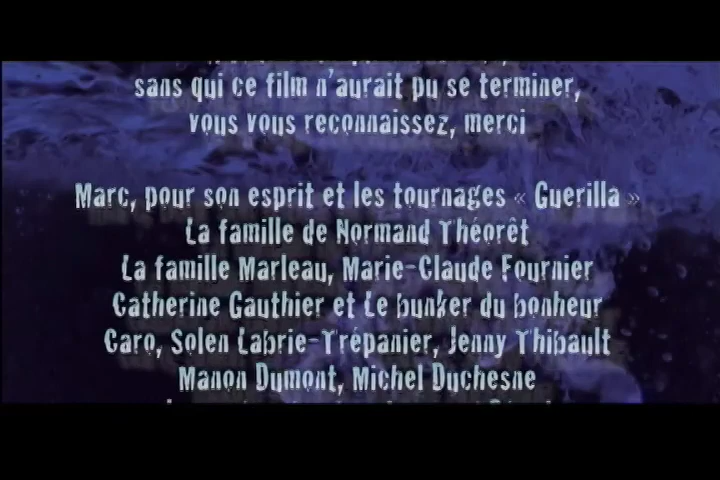 sans qui ce film n'aurait pu se terminer,
vous vous reconnaissez, merci
Marc, pour son esprit et les tournages « Guerilla »
La famille de Normand Théorêt
La famille Marleau, Marie-Claude Fournier
Catherine Gauthier et Le bunker du bonheur
Caro, Solen Labrie-Trépanier, Jenny Thibault
Manon Dumont, Michel Duchesne